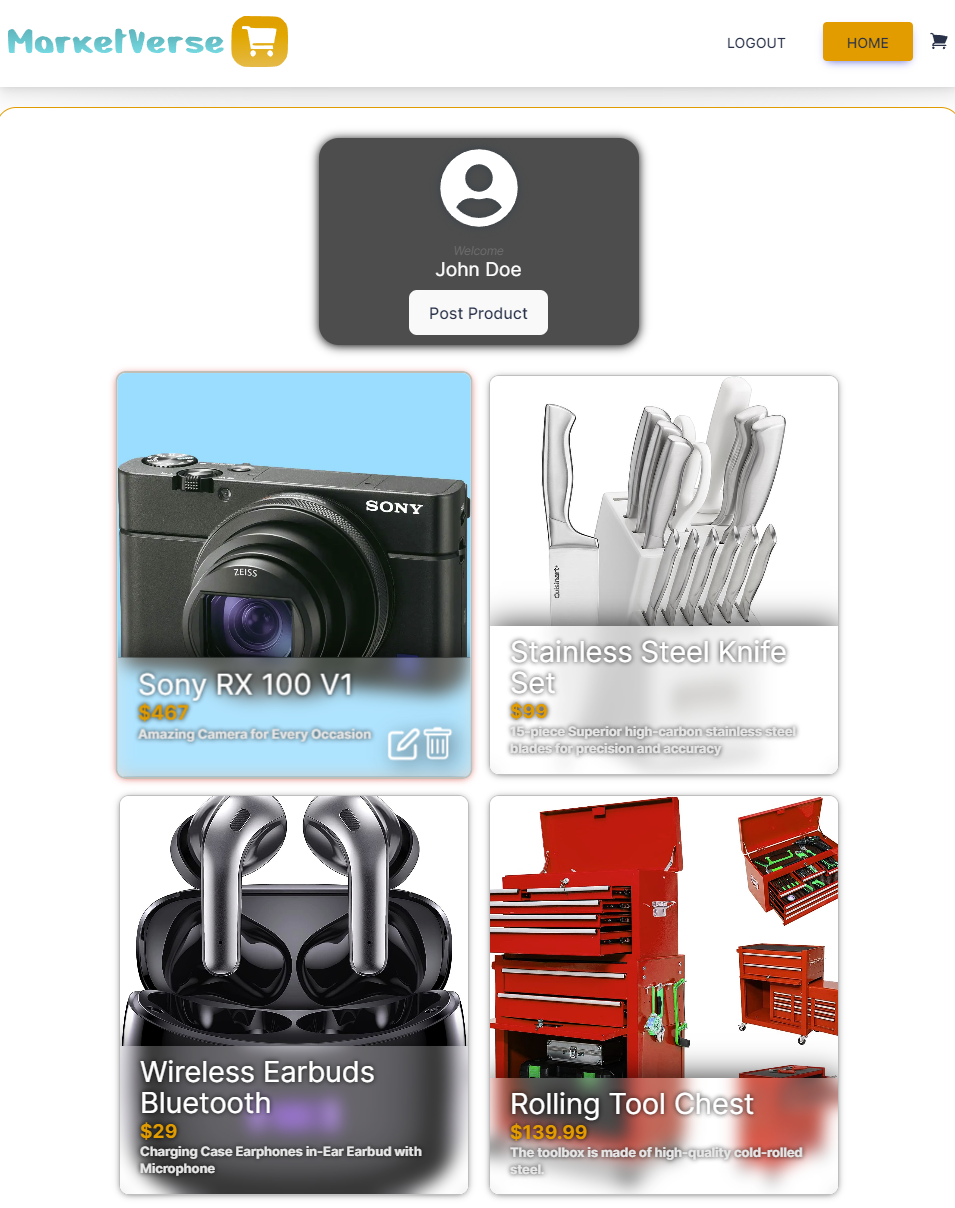 MarketVerse
LOGOUT
HOME
Welcome
John Doe
Post Product
SONY
ZEISS
Sony RX 100 V1
$467
Amazing Camera for Every Occasion
Cuisinart
Stainless Steel Knife
Set
$99
15-piece Superior high-carbon stainless steel
blades for precision and accuracy
Wireless Earbuds
Bluetooth
$29
Charging Case Earphones in-Ear Earbud with
Microphone
Rolling Tool Chest
$139.99
The toolbox is made of high-quality cold-rolled
steel.